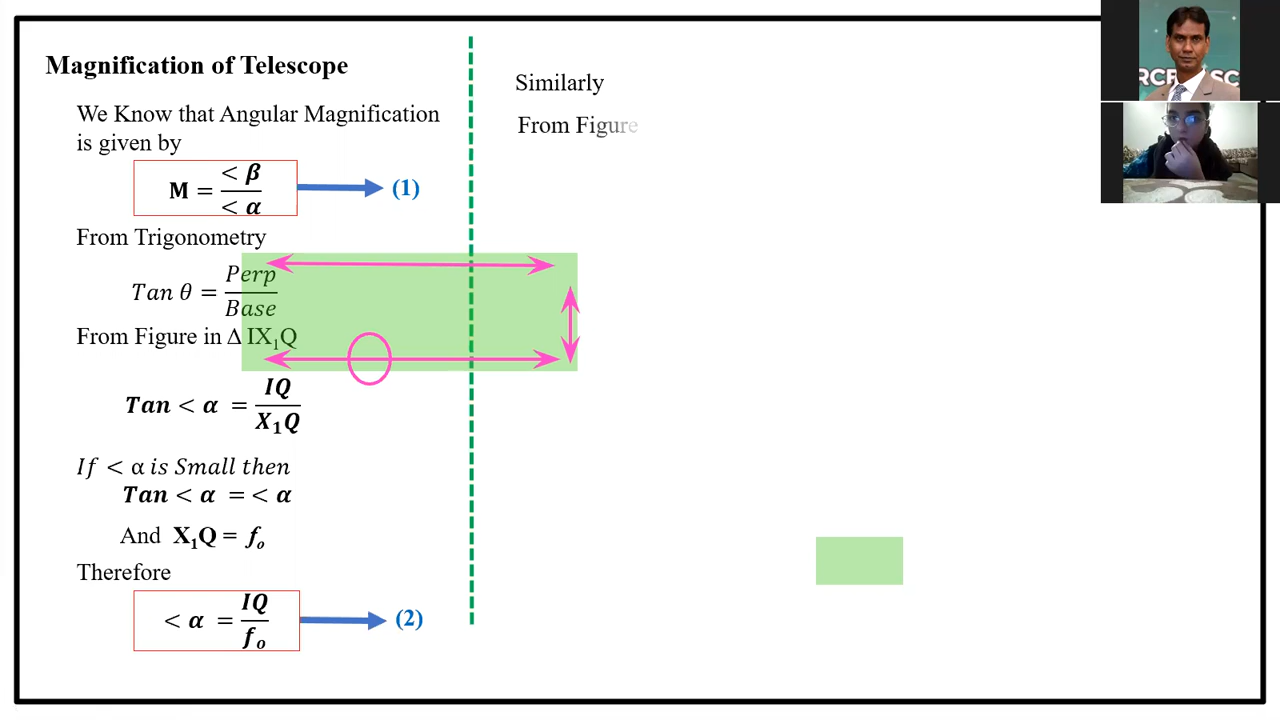 Magnification of Telescope
We Know that Angular Magnification
is given by
M = <β / <α
(1)
From Trigonometry
Tan θ = Perp / Base
From Figure in Δ IX₁Q
Tan < α = IQ / X₁Q
If < α is Small then
Tan < α = < α
And X₁Q = fₒ
Therefore
< α = IQ / fₒ
(2)
Similarly
From Figure